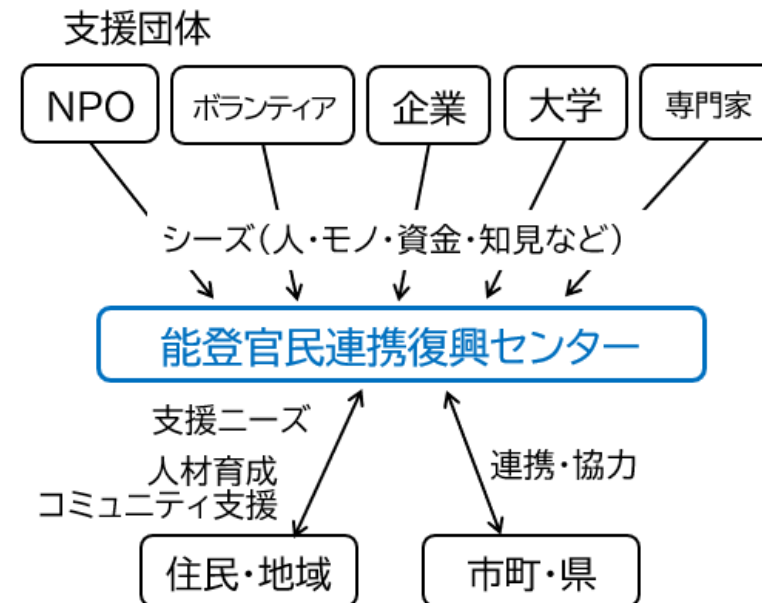 支援団体
NPO
ボランティア
企業
大学
専門家
シーズ(人・モノ・資金・知見など)
能登官民連携復興センター
支援ニーズ
人材育成
コミュニティ支援
連携・協力
住民・地域
市町・県